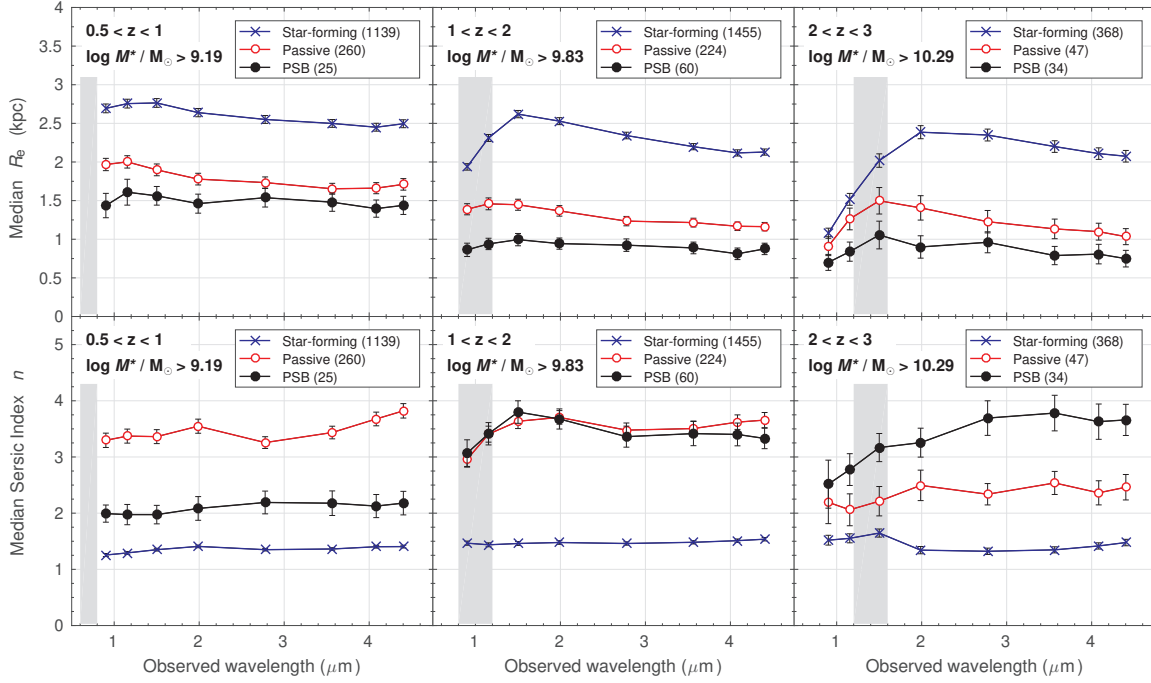 4
3.5
3
2.5
2
1.5
1
0.5
0
Median Re (kpc)
0.5 < z < 1
log M* / M☉ > 9.19
Star-forming (1139)
Passive (260)
PSB (25)
1 < z < 2
log M* / M☉ > 9.83
Star-forming (1455)
Passive (224)
PSB (60)
2 < z < 3
log M* / M☉ > 10.29
Star-forming (368)
Passive (47)
PSB (34)
5
4
3
2
1
0
Median Sersic Index n
0.5 < z < 1
log M* / M☉ > 9.19
Star-forming (1139)
Passive (260)
PSB (25)
1 < z < 2
log M* / M☉ > 9.83
Star-forming (1455)
Passive (224)
PSB (60)
2 < z < 3
log M* / M☉ > 10.29
Star-forming (368)
Passive (47)
PSB (34)
1 2 3 4
1 2 3 4
1 2 3 4
Observed wavelength (μm)
Observed wavelength (μm)
Observed wavelength (μm)